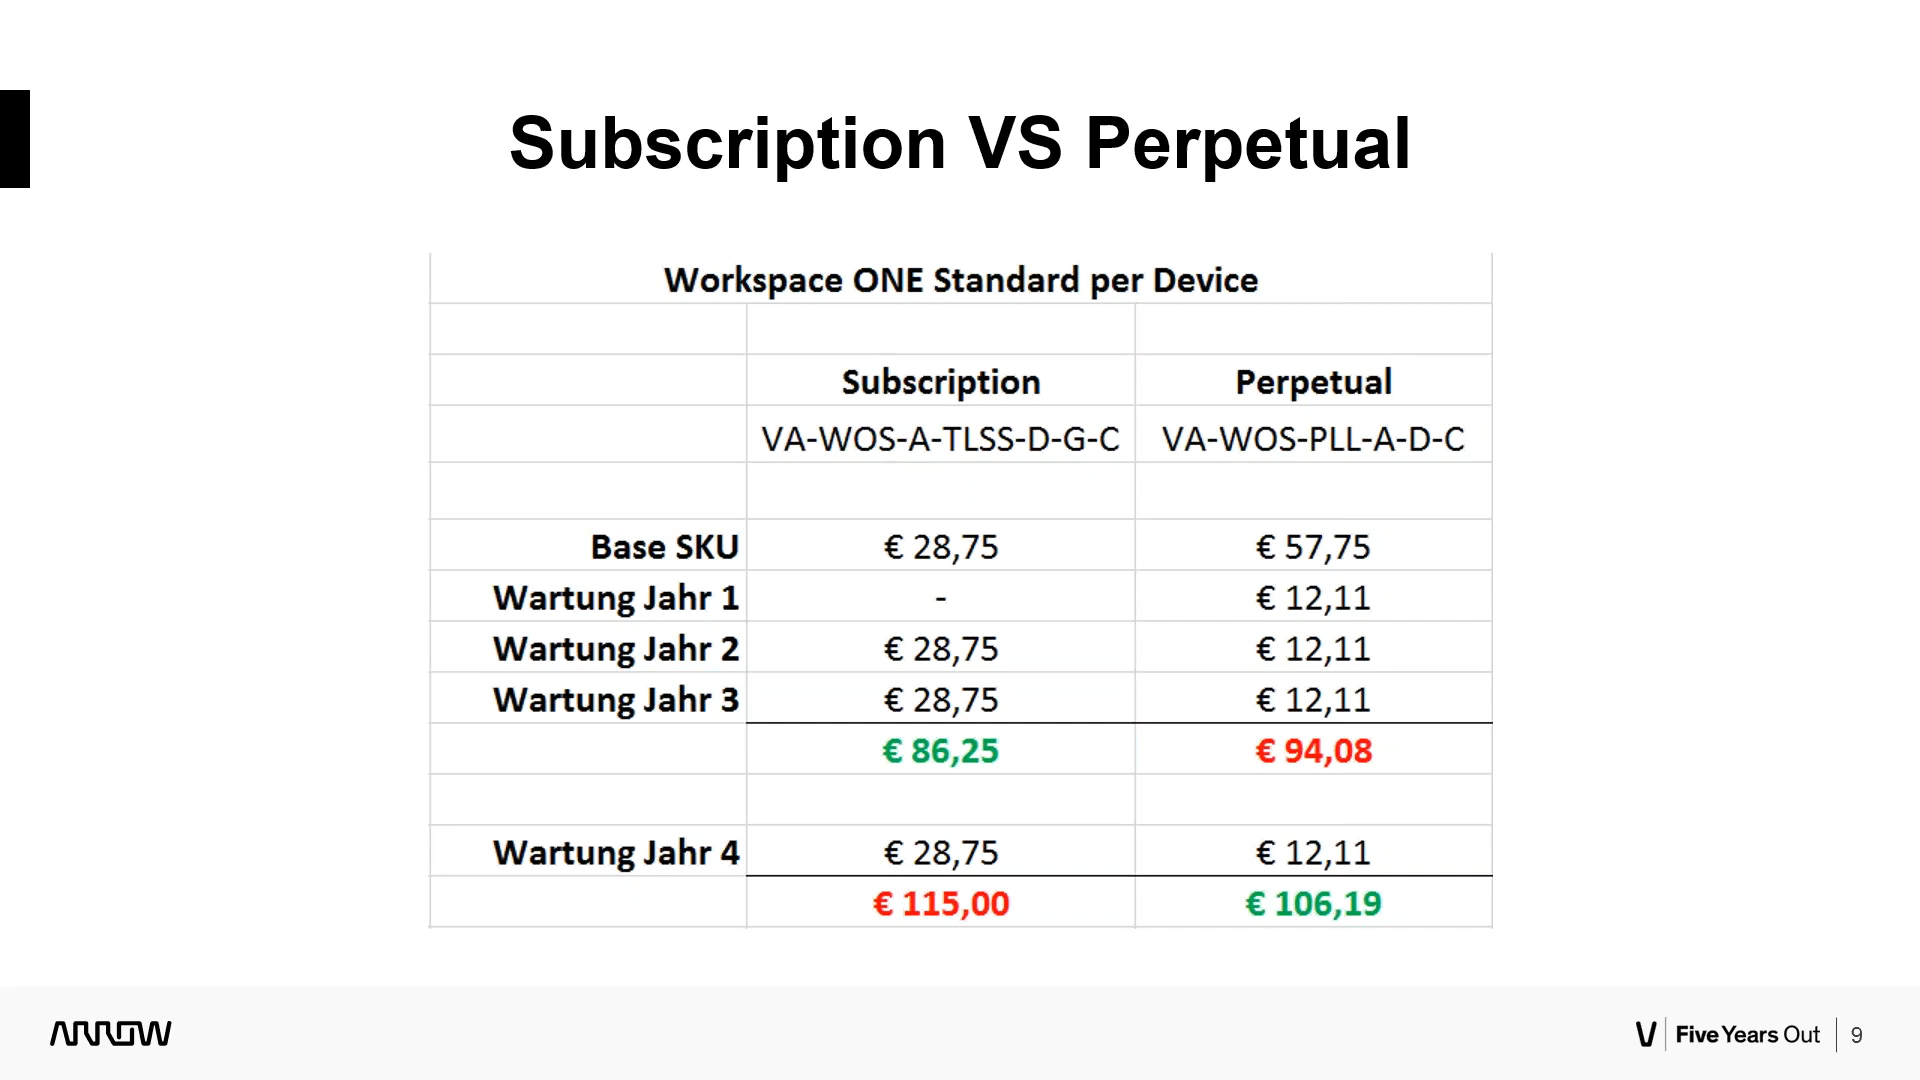 Subscription VS Perpetual
Workspace ONE Standard per Device
Subscription Perpetual
VA-WOS-A-TLSS-D-G-C VA-WOS-PLL-A-D-C
Base SKU € 28,75 € 57,75
Wartung Jahr 1 - € 12,11
Wartung Jahr 2 € 28,75 € 12,11
Wartung Jahr 3 € 28,75 € 12,11
€ 86,25 € 94,08
Wartung Jahr 4 € 28,75 € 12,11
€ 115,00 € 106,19
ARROW
Five Years Out 9